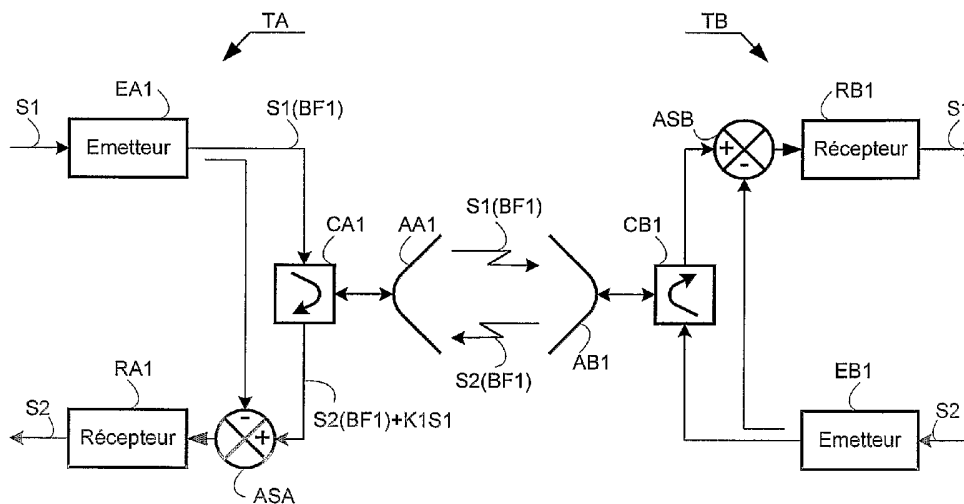 TA
TB
EA1
RB1
S1
S1(BF1)
ASB
S1
Emetteur
+
-
Récepteur
S1(BF1)
CA1
AA1
CB1
S2(BF1)
AB1
RA1
EB1
S2
-
S2(BF1)+K1S1
S2
Récepteur
+
Emetteur
ASA